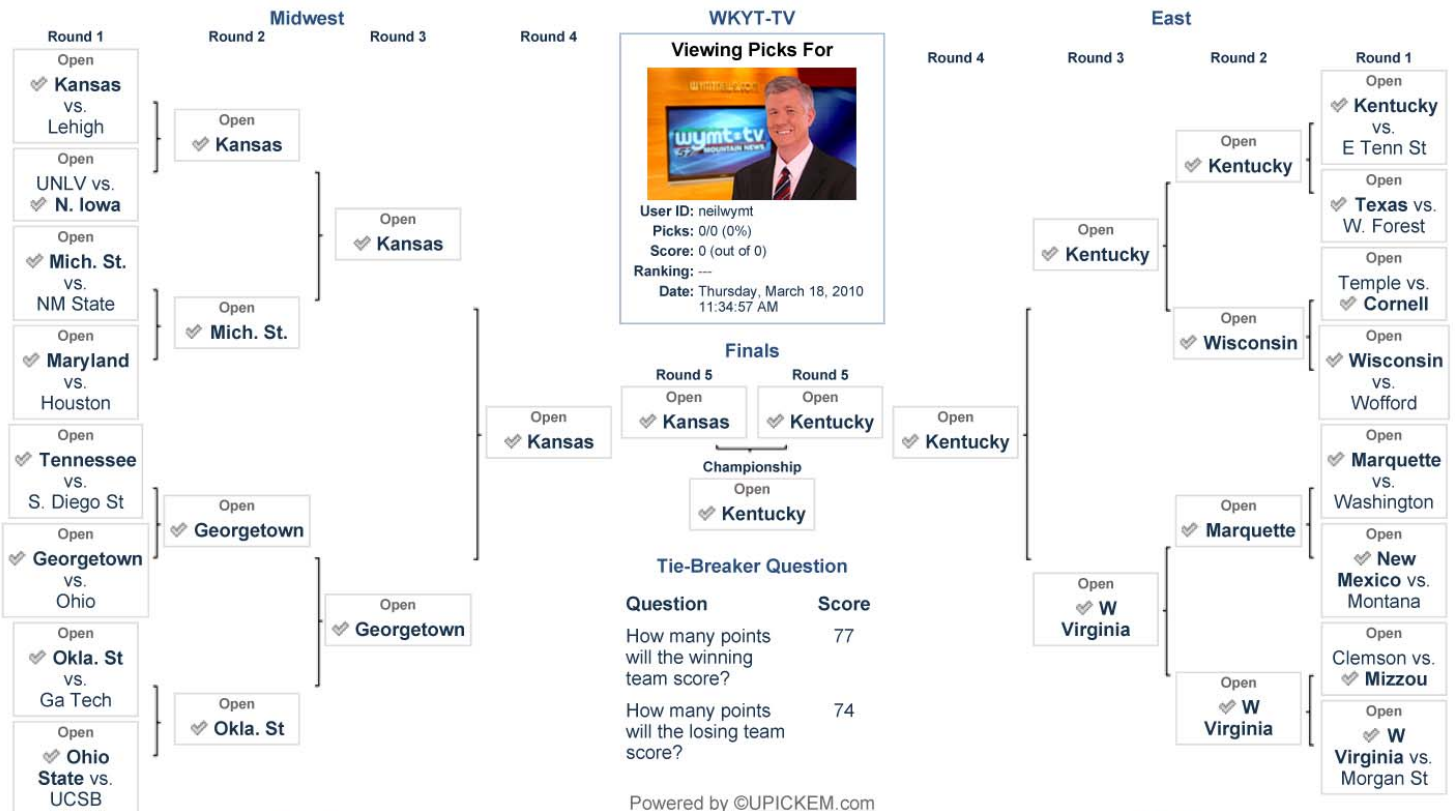 Midwest
Round 1
Round 2
Round 3
Round 4
Open
Kansas
vs.
Lehigh
Open
UNLV vs.
N. Iowa
Open
Mich. St.
vs.
NM State
Open
Maryland
vs.
Houston
Open
Tennessee
vs.
S. Diego St
Open
Georgetown
vs.
Ohio
Open
Okla. St
vs.
Ga Tech
Open
Ohio
State vs.
UCSB
Open
Kansas
Open
Mich. St.
Open
Georgetown
Open
Okla. St
Open
Kansas
Open
Georgetown
Open
Kansas
WKYT-TV
Viewing Picks For
wymt-tv
57 MOUNTAIN NEWS
User ID: neilwymt
Picks: 0/0 (0%)
Score: 0 (out of 0)
Ranking: ---
Date: Thursday, March 18, 2010
11:34:57 AM
Finals
Round 5
Round 5
Open
Kansas
Open
Kentucky
Championship
Open
Kentucky
Tie-Breaker Question
Question Score
How many points 77
will the winning
team score?
How many points 74
will the losing team
score?
Powered by ©UPICKEM.com
East
Round 4
Round 3
Round 2
Round 1
Open
Kentucky
Open
Kentucky
Open
W
Virginia
Open
Kentucky
Open
Wisconsin
Open
Marquette
Open
W
Virginia
Open
Kentucky
vs.
E Tenn St
Open
Texas vs.
W. Forest
Open
Temple vs.
Cornell
Open
Wisconsin
vs.
Wofford
Open
Marquette
vs.
Washington
Open
New
Mexico vs.
Montana
Open
Clemson vs.
Mizzou
Open
W
Virginia vs.
Morgan St